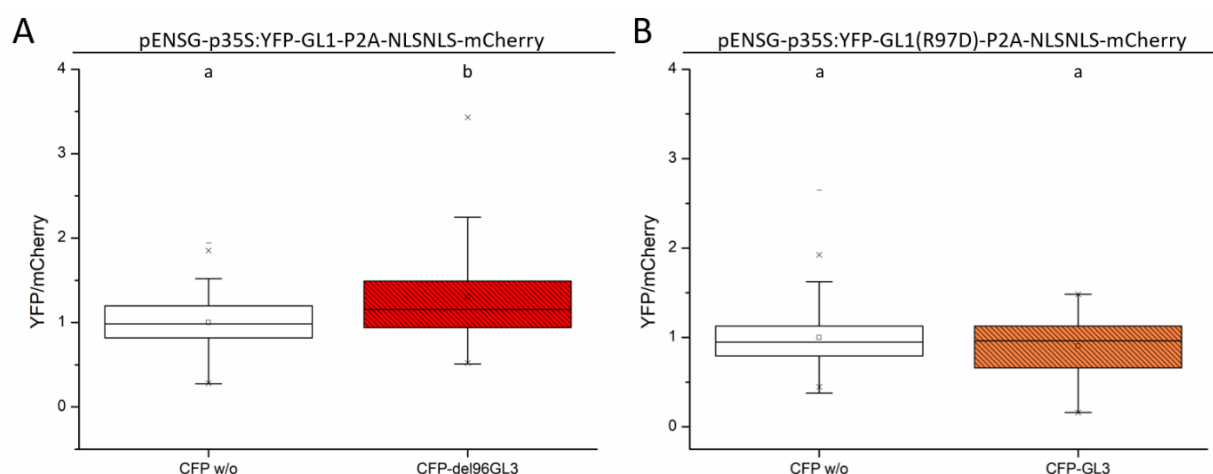 A
pENSG-p35S:YFP-GL1-P2A-NLSNLS-mCherry
a b
4
3
2
1
0
YFP/mCherry
CFP w/o CFP-del96GL3
B
pENSG-p35S:YFP-GL1(R97D)-P2A-NLSNLS-mCherry
a a
4
3
2
1
0
YFP/mCherry
CFP w/o CFP-GL3